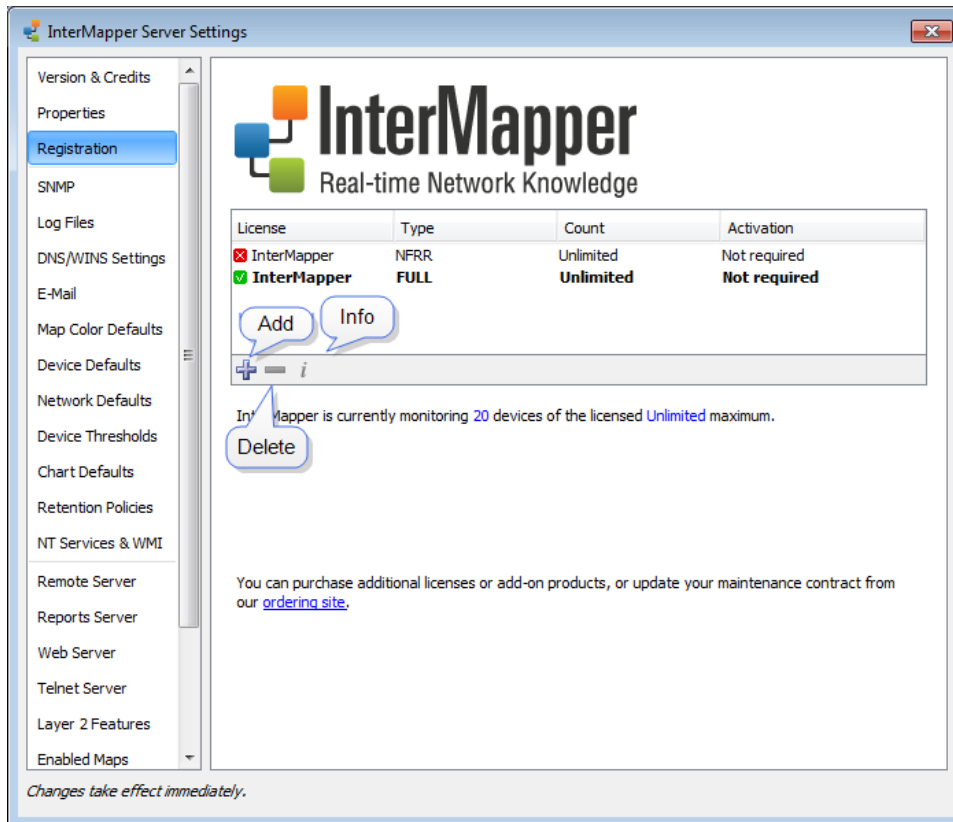 InterMapper Server Settings
Version & Credits
Properties
Registration
SNMP
Log Files
DNS/WINS Settings
E-Mail
Map Color Defaults
Device Defaults
Network Defaults
Device Thresholds
Chart Defaults
Retention Policies
NT Services & WMI
Remote Server
Reports Server
Web Server
Telnet Server
Layer 2 Features
Enabled Maps
InterMapper
Real-time Network Knowledge
License Type Count Activation
InterMapper NFRR Unlimited Not required
InterMapper FULL Unlimited Not required
Add Info
i
Delete
Mapper is currently monitoring 20 devices of the licensed Unlimited maximum.
You can purchase additional licenses or add-on products, or update your maintenance contract from
our ordering site.
Changes take effect immediately.